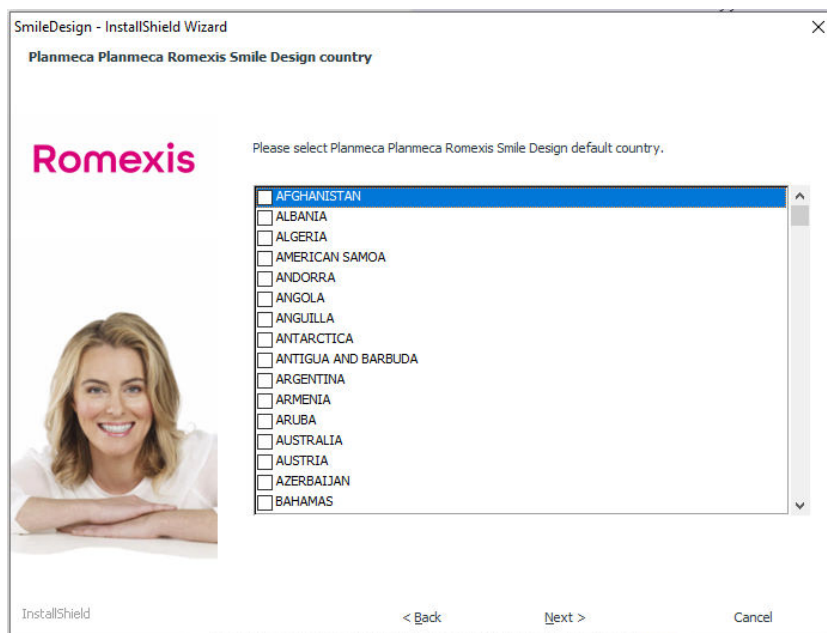 SmileDesign - InstallShield Wizard
Planmeca Planmeca Romexis Smile Design country
Romexis
Please select Planmeca Planmeca Romexis Smile Design default country.
AFGHANISTAN
ALBANIA
ALGERIA
AMERICAN SAMOA
ANDORRA
ANGOLA
ANGUILLA
ANTARCTICA
ANTIGUA AND BARBUDA
ARGENTINA
ARMENIA
ARUBA
AUSTRALIA
AUSTRIA
AZERBAIJAN
BAHAMAS
InstallShield
< Back Next > Cancel